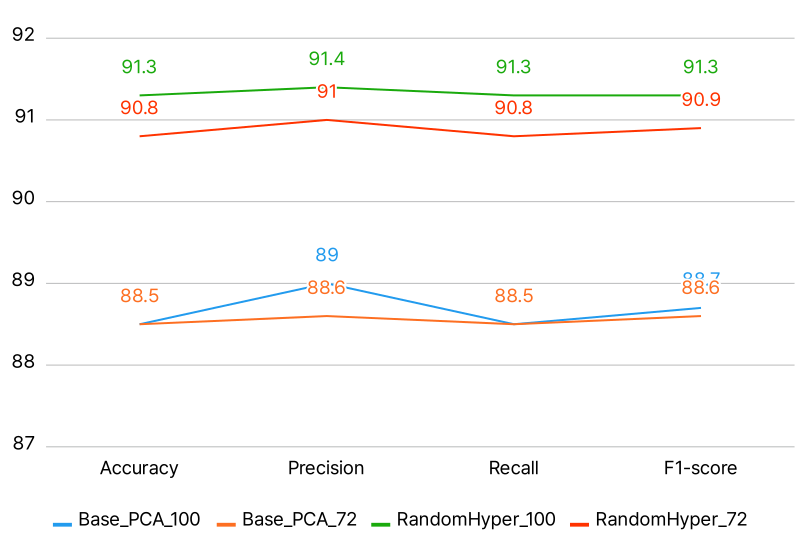 92
91.3 91.4 91.3 91.3
91
90.8 91 90.8 90.9
90
89
89 88.7
88.5 88.6 88.5 88.6
88
87
Accuracy Precision Recall F1-score
Base_PCA_100 Base_PCA_72 RandomHyper_100 RandomHyper_72